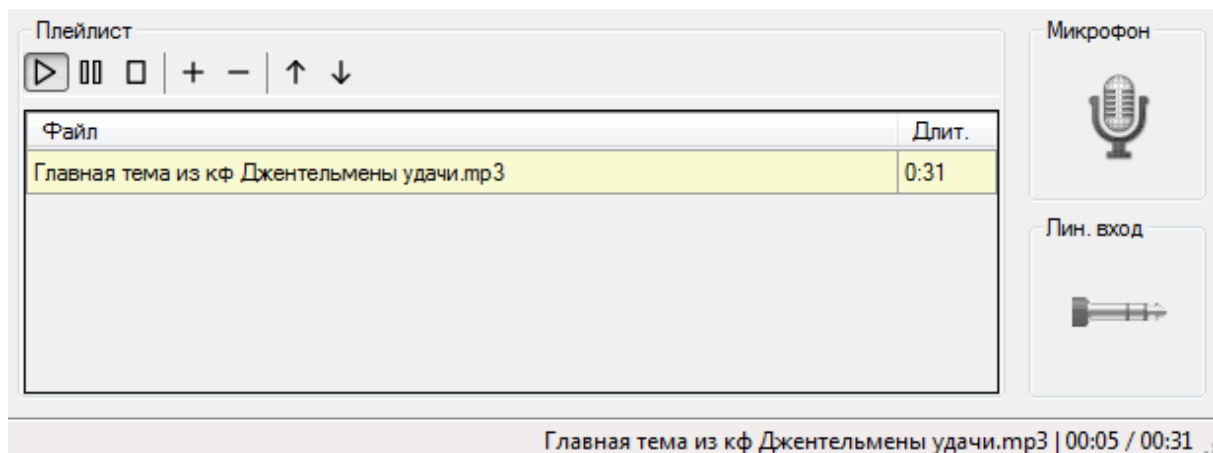 Плейлист
Микрофон
Файл Длит.
Главная тема из кф Джентельмены удачи.mp3 0:31
Лин. вход
Главная тема из кф Джентельмены удачи.mp3 | 00:05 / 00:31